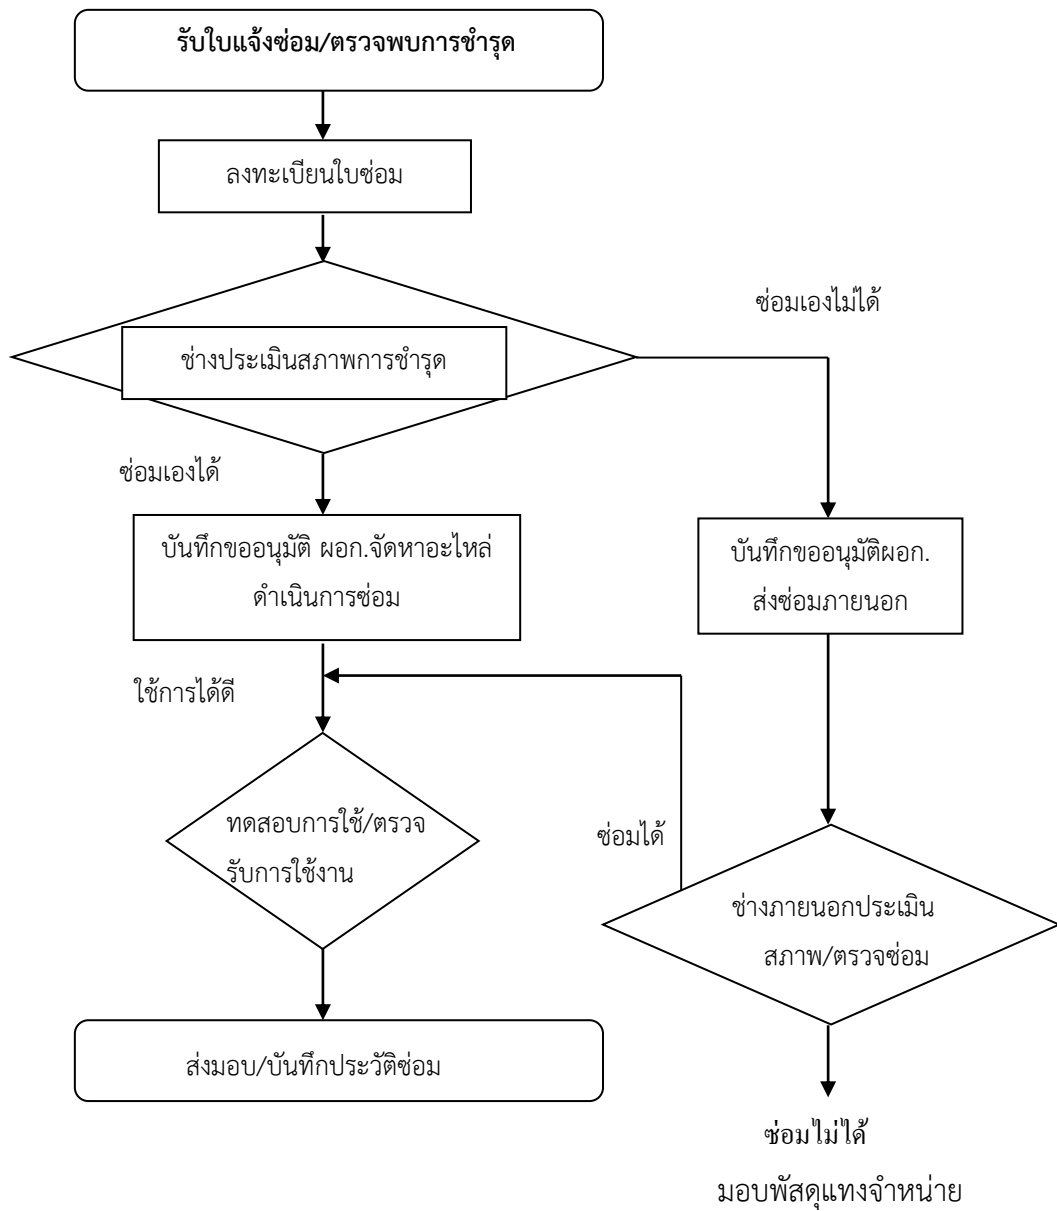 รับใบแจ้งซ่อม/ตรวจพบการชำรุด
ลงทะเบียนใบซ่อม
ซ่อมเองไม่ได้
ช่างประเมินสภาพการชำรุด
ซ่อมเองได้
บันทึกขออนุมัติ ผอก.จัดหาอะไหล่
ดำเนินการซ่อม
บันทึกขออนุมัติผอก.
ส่งซ่อมภายนอก
ใช้การได้ดี
ทดสอบการใช้/ตรวจ
รับการใช้งาน
ซ่อมได้
ช่างภายนอกประเมิน
สภาพ/ตรวจซ่อม
ส่งมอบ/บันทึกประวัติซ่อม
ซ่อมไม่ได้
มอบพัสดุแทงจำหน่าย